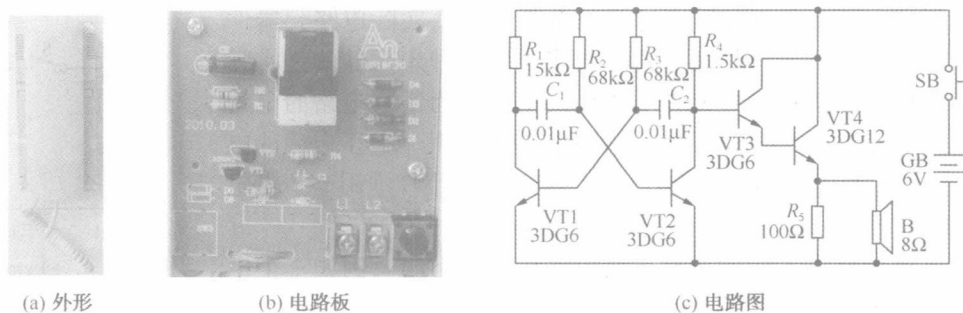 2010.03
L1 L2
R₁
15kΩ
R₂
68kΩ
R₃
68kΩ
R₄
1.5kΩ
C₁
0.01μF
C₂
0.01μF
VT1
3DG6
VT2
3DG6
VT3
3DG6
VT4
3DG12
R₅
100Ω
B
8Ω
SB
GB
6V
(a) 外形
(b) 电路板
(c) 电路图